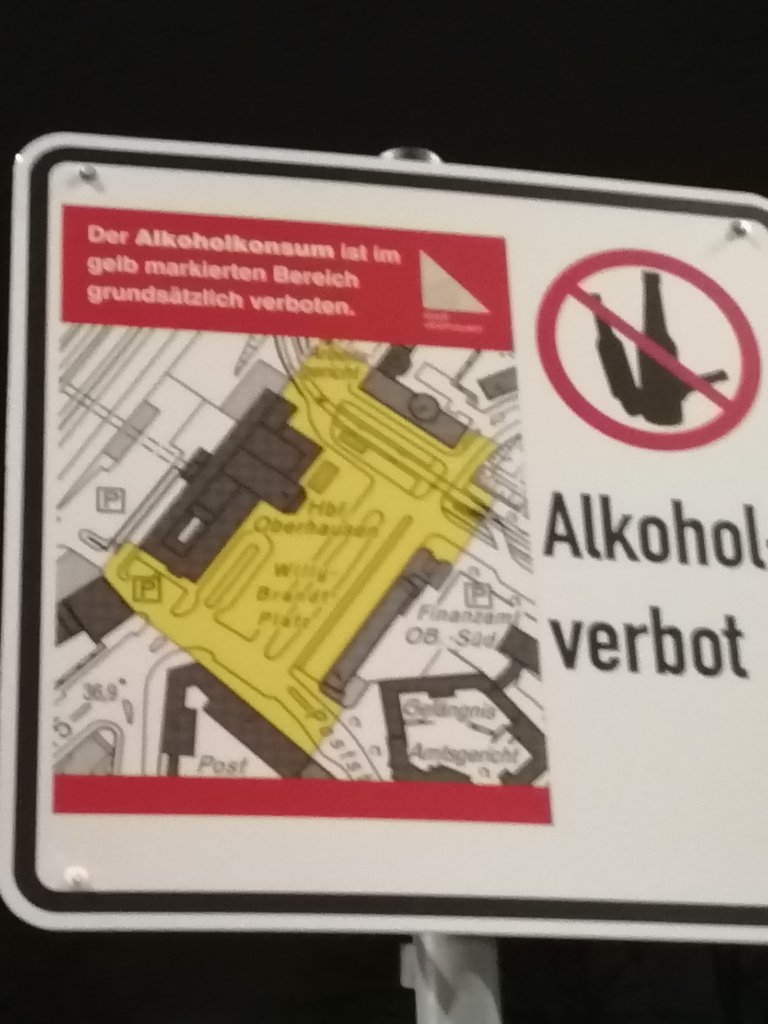 Der Alkoholkonsum ist im
gelb markierten Bereich
grundsätzlich verboten.
gericht
P
Hbf
Oberhausen
Willy-
Brandt-
Platz
P
P
Finanzamt
OB.-Süd
36,9
Gefängnis
Amtsgericht
Post
Alkohol-
verbot